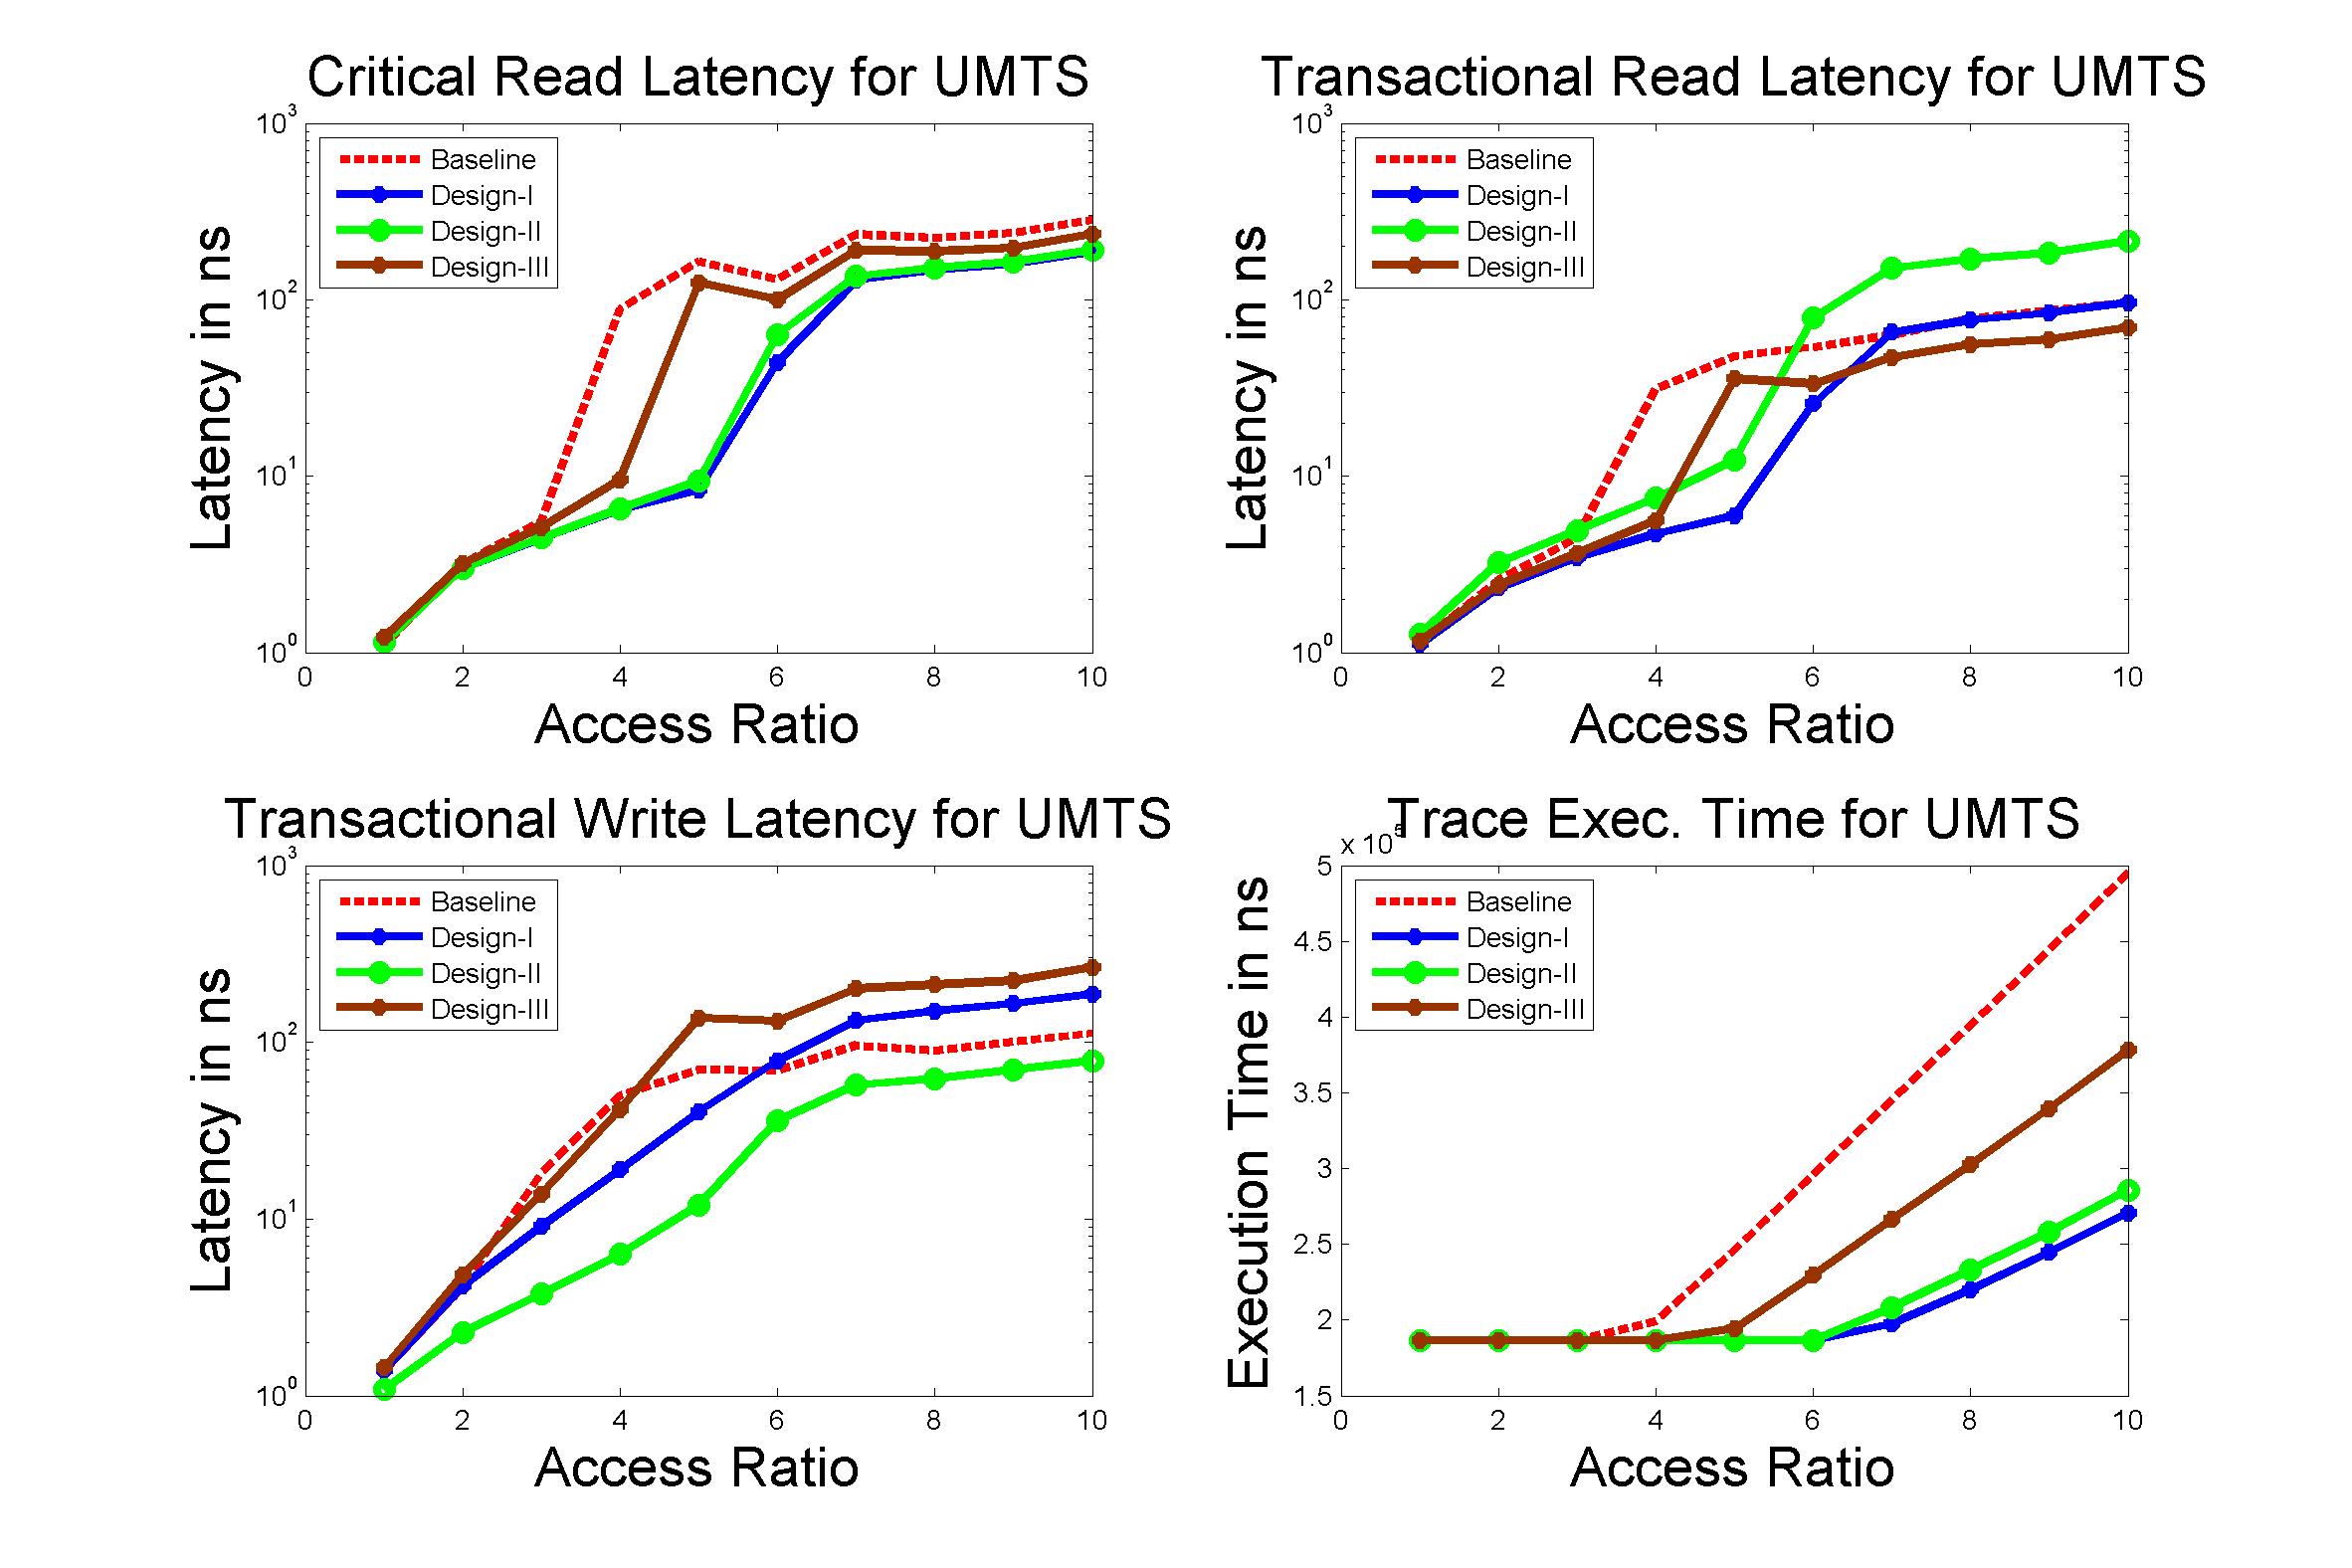 Critical Read Latency for UMTS
10^3
10^2
10^1
10^0
Latency in ns
Baseline
Design-I
Design-II
Design-III
0 2 4 6 8 10
Access Ratio
Transactional Read Latency for UMTS
10^3
10^2
10^1
10^0
Latency in ns
Baseline
Design-I
Design-II
Design-III
0 2 4 6 8 10
Access Ratio
Transactional Write Latency for UMTS
10^3
10^2
10^1
10^0
Latency in ns
Baseline
Design-I
Design-II
Design-III
0 2 4 6 8 10
Access Ratio
Trace Exec. Time for UMTS
x 10^5
5
4.5
4
3.5
3
2.5
2
1.5
Execution Time in ns
Baseline
Design-I
Design-II
Design-III
0 2 4 6 8 10
Access Ratio